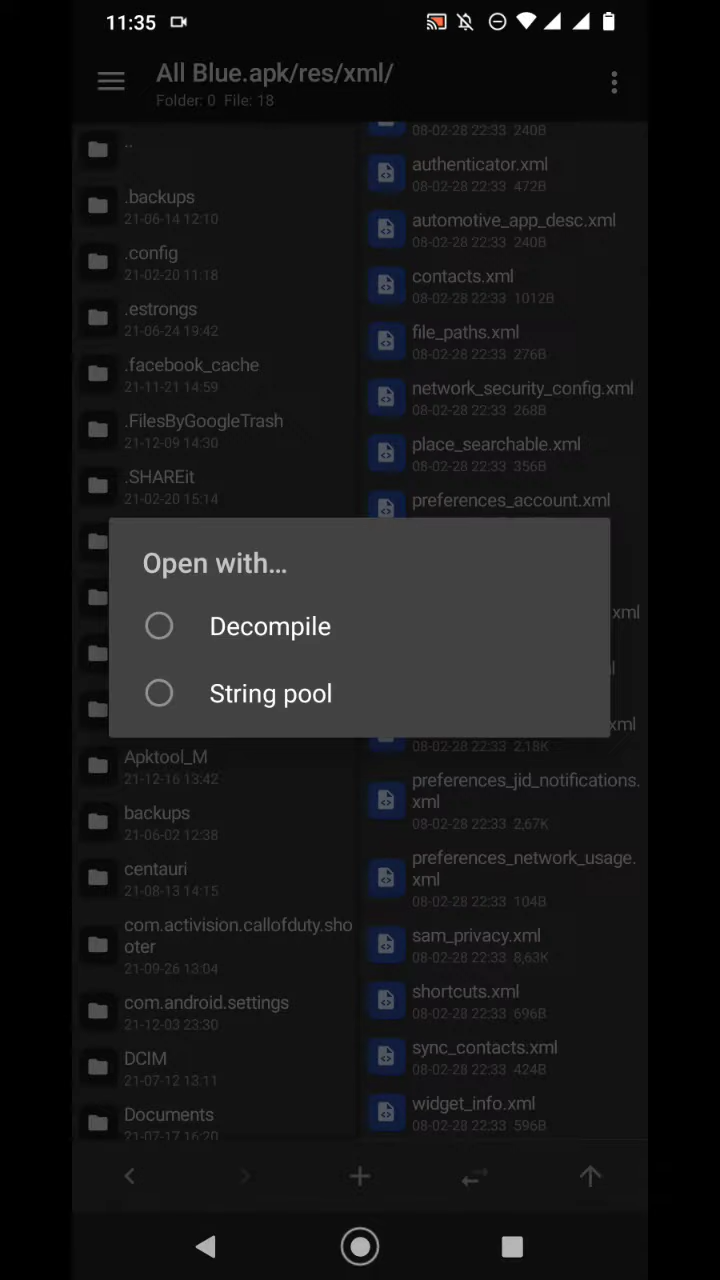 11:35
All Blue.apk/res/xml/
Folder: 0 File: 18
..
.backups
21-06-14 12:10
.config
21-02-20 11:18
.estrongs
21-06-24 19:42
.facebook_cache
21-11-21 14:59
.FilesByGoogleTrash
21-12-09 14:30
.SHAREit
21-02-20 15:14
Apktool_M
21-12-16 13:42
backups
21-06-02 12:38
centauri
21-08-13 14:15
com.activision.callofduty.sho
oter
21-09-26 13:04
com.android.settings
21-12-03 23:30
DCIM
21-07-12 13:11
Documents
21-07-17 16:20
08-02-28 22:33 240B
authenticator.xml
08-02-28 22:33 472B
automotive_app_desc.xml
08-02-28 22:33 240B
contacts.xml
08-02-28 22:33 1012B
file_paths.xml
08-02-28 22:33 276B
network_security_config.xml
08-02-28 22:33 268B
place_searchable.xml
08-02-28 22:33 356B
preferences_account.xml
xml
l
xml
08-02-28 22:33 2,18K
preferences_jid_notifications.
xml
08-02-28 22:33 2,67K
preferences_network_usage.
xml
08-02-28 22:33 104B
sam_privacy.xml
08-02-28 22:33 8,63K
shortcuts.xml
08-02-28 22:33 696B
sync_contacts.xml
08-02-28 22:33 424B
widget_info.xml
08-02-28 22:33 596B
Open with...
Decompile
String pool